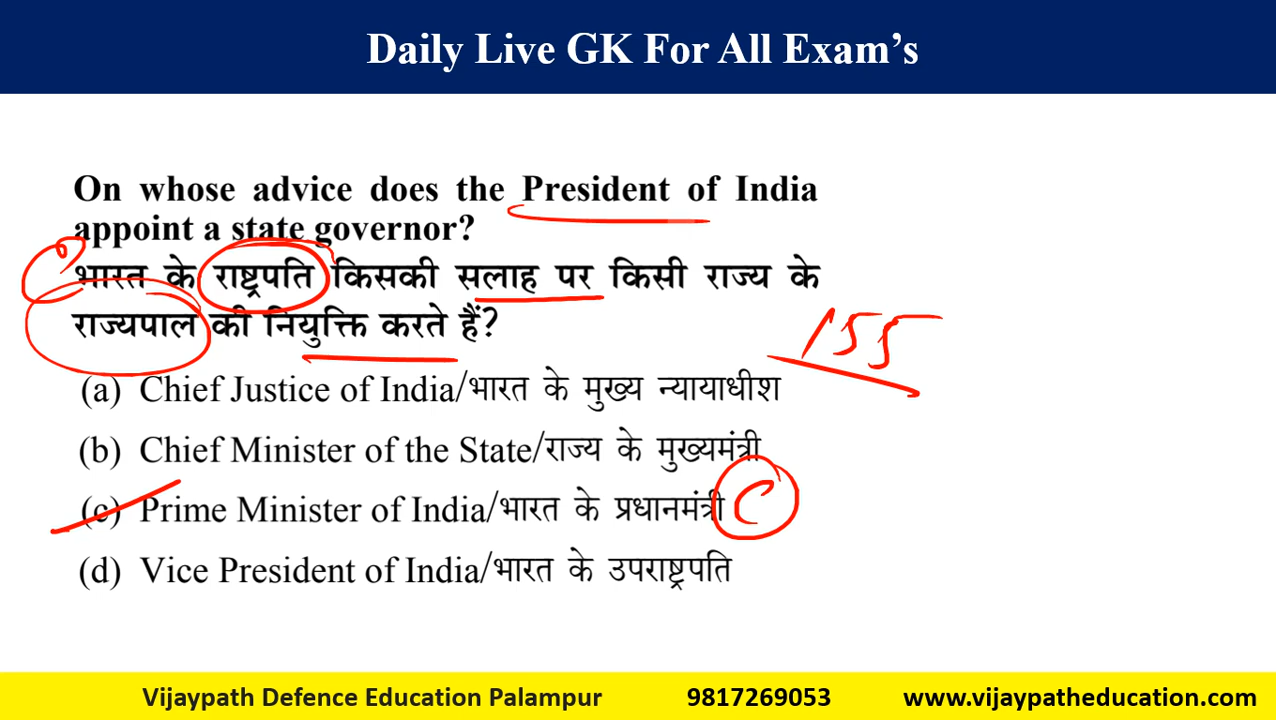 Daily Live GK For All Exam's
On whose advice does the President of India
appoint a state governor?
भारत के राष्ट्रपति किसकी सलाह पर किसी राज्य के
राज्यपाल की नियुक्ति करते हैं?
155
(a) Chief Justice of India/भारत के मुख्य न्यायाधीश
(b) Chief Minister of the State/राज्य के मुख्यमंत्री
(c) Prime Minister of India/भारत के प्रधानमंत्री C
(d) Vice President of India/भारत के उपराष्ट्रपति
Vijaypath Defence Education Palampur 9817269053 www.vijaypatheducation.com